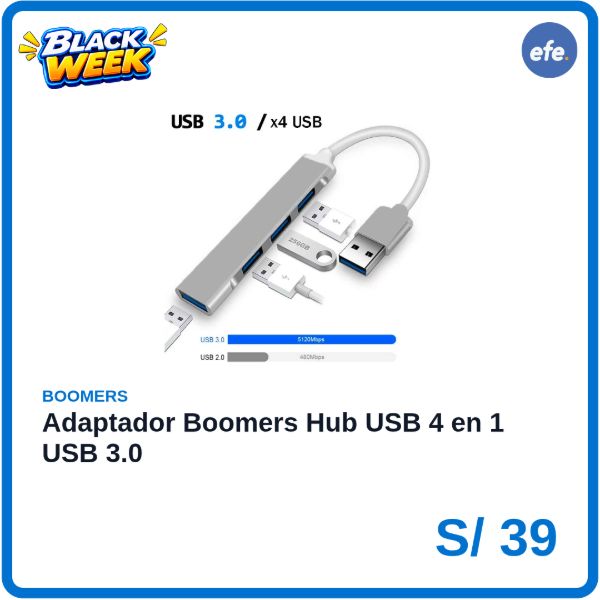 BLACK
WEEK
efe.
USB 3.0 / x4 USB
256GB
USB 3.0 5120Mbps
USB 2.0 480Mbps
BOOMERS
Adaptador Boomers Hub USB 4 en 1
USB 3.0
S/ 39